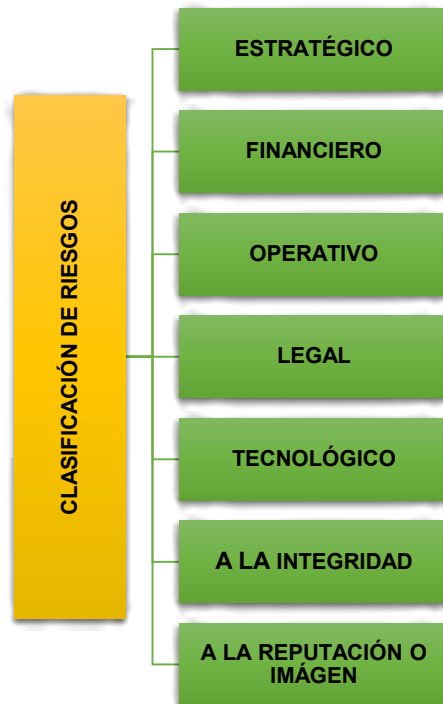 CLASIFICACIÓN DE RIESGOS
ESTRATÉGICO
FINANCIERO
OPERATIVO
LEGAL
TECNOLÓGICO
A LA INTEGRIDAD
A LA REPUTACIÓN O
IMÁGEN